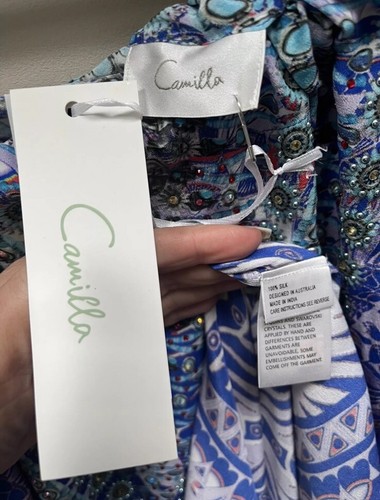 Camilla
Camilla
100% SILK
DESIGNED IN AUSTRALIA
MADE IN INDIA
CARE INSTRUCTIONS SEE REVERSE
AND SWAROVSKI
CRYSTALS. THESE ARE
APPLIED BY HAND AND
DIFFERENCES BETWEEN
GARMENTS ARE
UNAVOIDABLE. SOME
EMBELLISHMENTS MAY
COME OFF THE GARMENT.